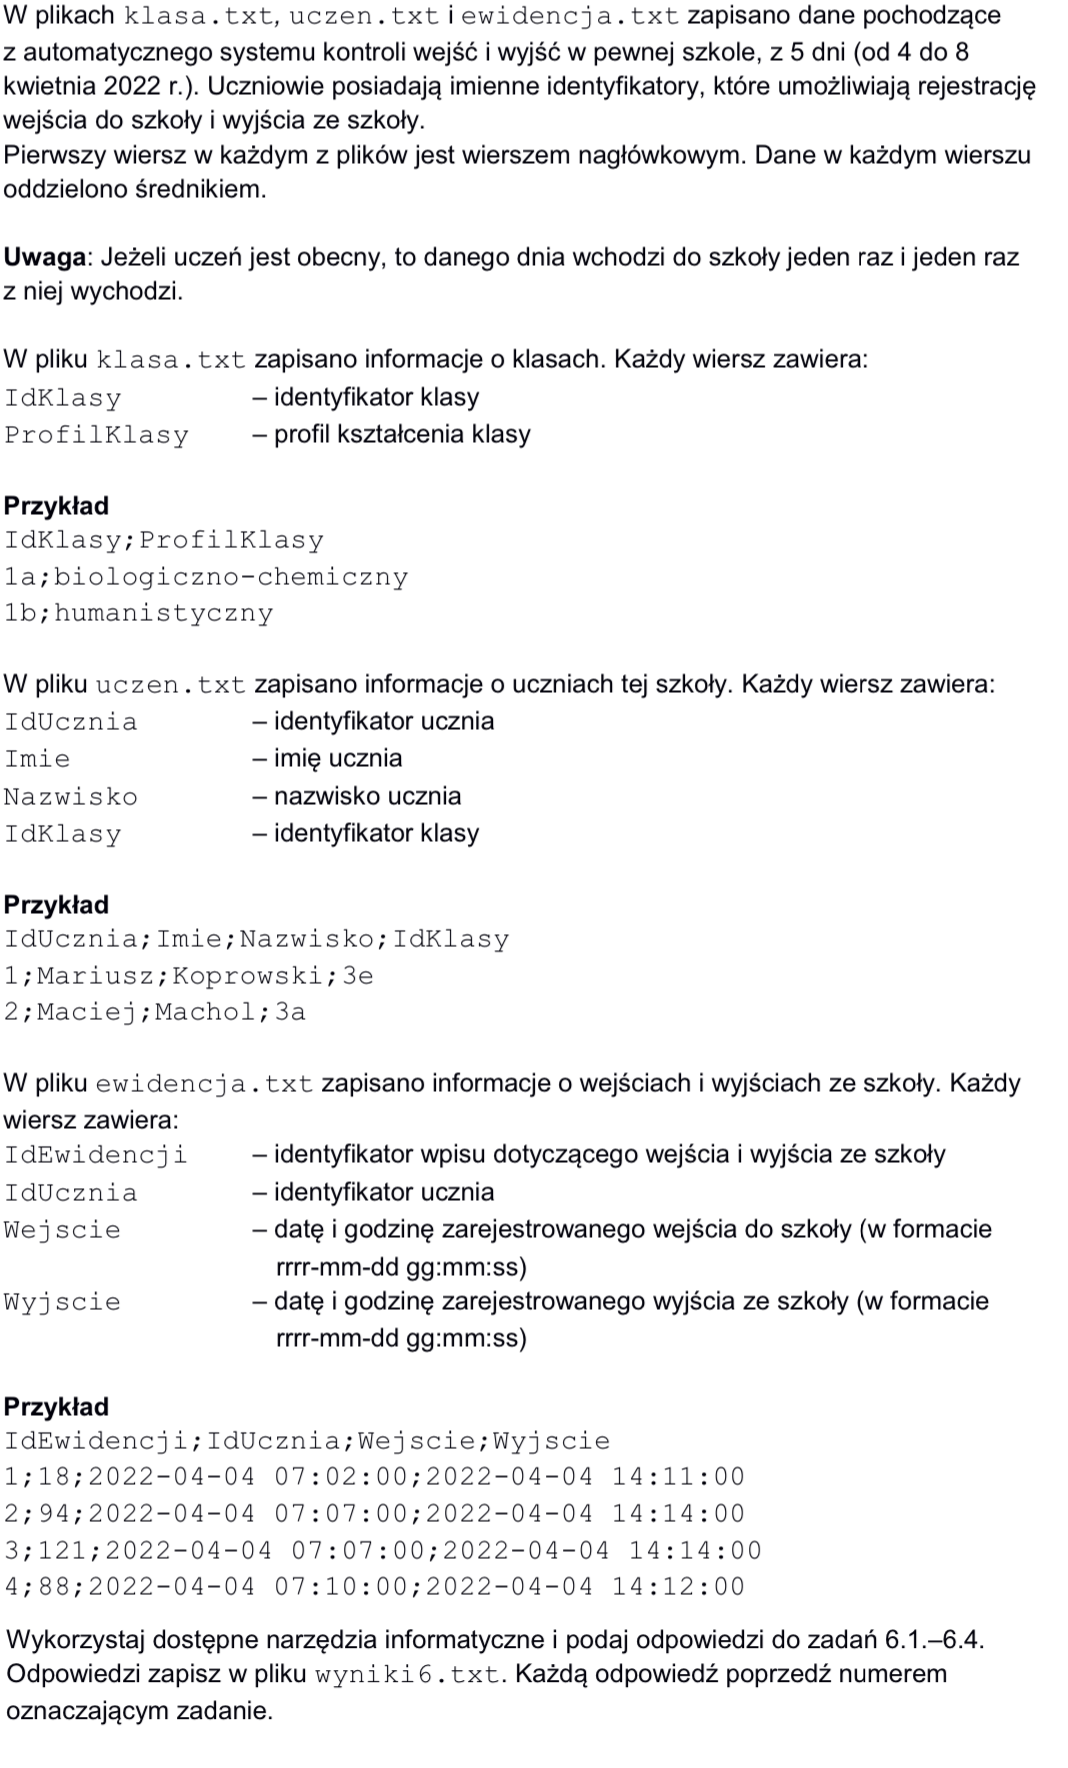 W plikach klasa.txt, uczen.txt i ewidencja.txt zapisano dane pochodzące
z automatycznego systemu kontroli wejść i wyjść w pewnej szkole, z 5 dni (od 4 do 8
kwietnia 2022 r.). Uczniowie posiadają imienne identyfikatory, które umożliwiają rejestrację
wejścia do szkoły i wyjścia ze szkoły.
Pierwszy wiersz w każdym z plików jest wierszem nagłówkowym. Dane w każdym wierszu
oddzielono średnikiem.
Uwaga: Jeżeli uczeń jest obecny, to danego dnia wchodzi do szkoły jeden raz i jeden raz
z niej wychodzi.
W pliku klasa.txt zapisano informacje o klasach. Każdy wiersz zawiera:
IdKlasy – identyfikator klasy
ProfilKlasy – profil kształcenia klasy
Przykład
IdKlasy;ProfilKlasy
1a;biologiczno-chemiczny
1b;humanistyczny
W pliku uczen.txt zapisano informacje o uczniach tej szkoły. Każdy wiersz zawiera:
IdUcznia – identyfikator ucznia
Imie – imię ucznia
Nazwisko – nazwisko ucznia
IdKlasy – identyfikator klasy
Przykład
IdUcznia;Imie;Nazwisko;IdKlasy
1;Mariusz;Koprowski;3e
2;Maciej;Machol;3a
W pliku ewidencja.txt zapisano informacje o wejściach i wyjściach ze szkoły. Każdy
wiersz zawiera:
IdEwidencji – identyfikator wpisu dotyczącego wejścia i wyjścia ze szkoły
IdUcznia – identyfikator ucznia
Wejscie – datę i godzinę zarejestrowanego wejścia do szkoły (w formacie
rrrr-mm-dd gg:mm:ss)
Wyjscie – datę i godzinę zarejestrowanego wyjścia ze szkoły (w formacie
rrrr-mm-dd gg:mm:ss)
Przykład
IdEwidencji;IdUcznia;Wejscie;Wyjscie
1;18;2022-04-04 07:02:00;2022-04-04 14:11:00
2;94;2022-04-04 07:07:00;2022-04-04 14:14:00
3;121;2022-04-04 07:07:00;2022-04-04 14:14:00
4;88;2022-04-04 07:10:00;2022-04-04 14:12:00
Wykorzystaj dostępne narzędzia informatyczne i podaj odpowiedzi do zadań 6.1.–6.4.
Odpowiedzi zapisz w pliku wyniki6.txt. Każdą odpowiedź poprzedź numerem
oznaczającym zadanie.